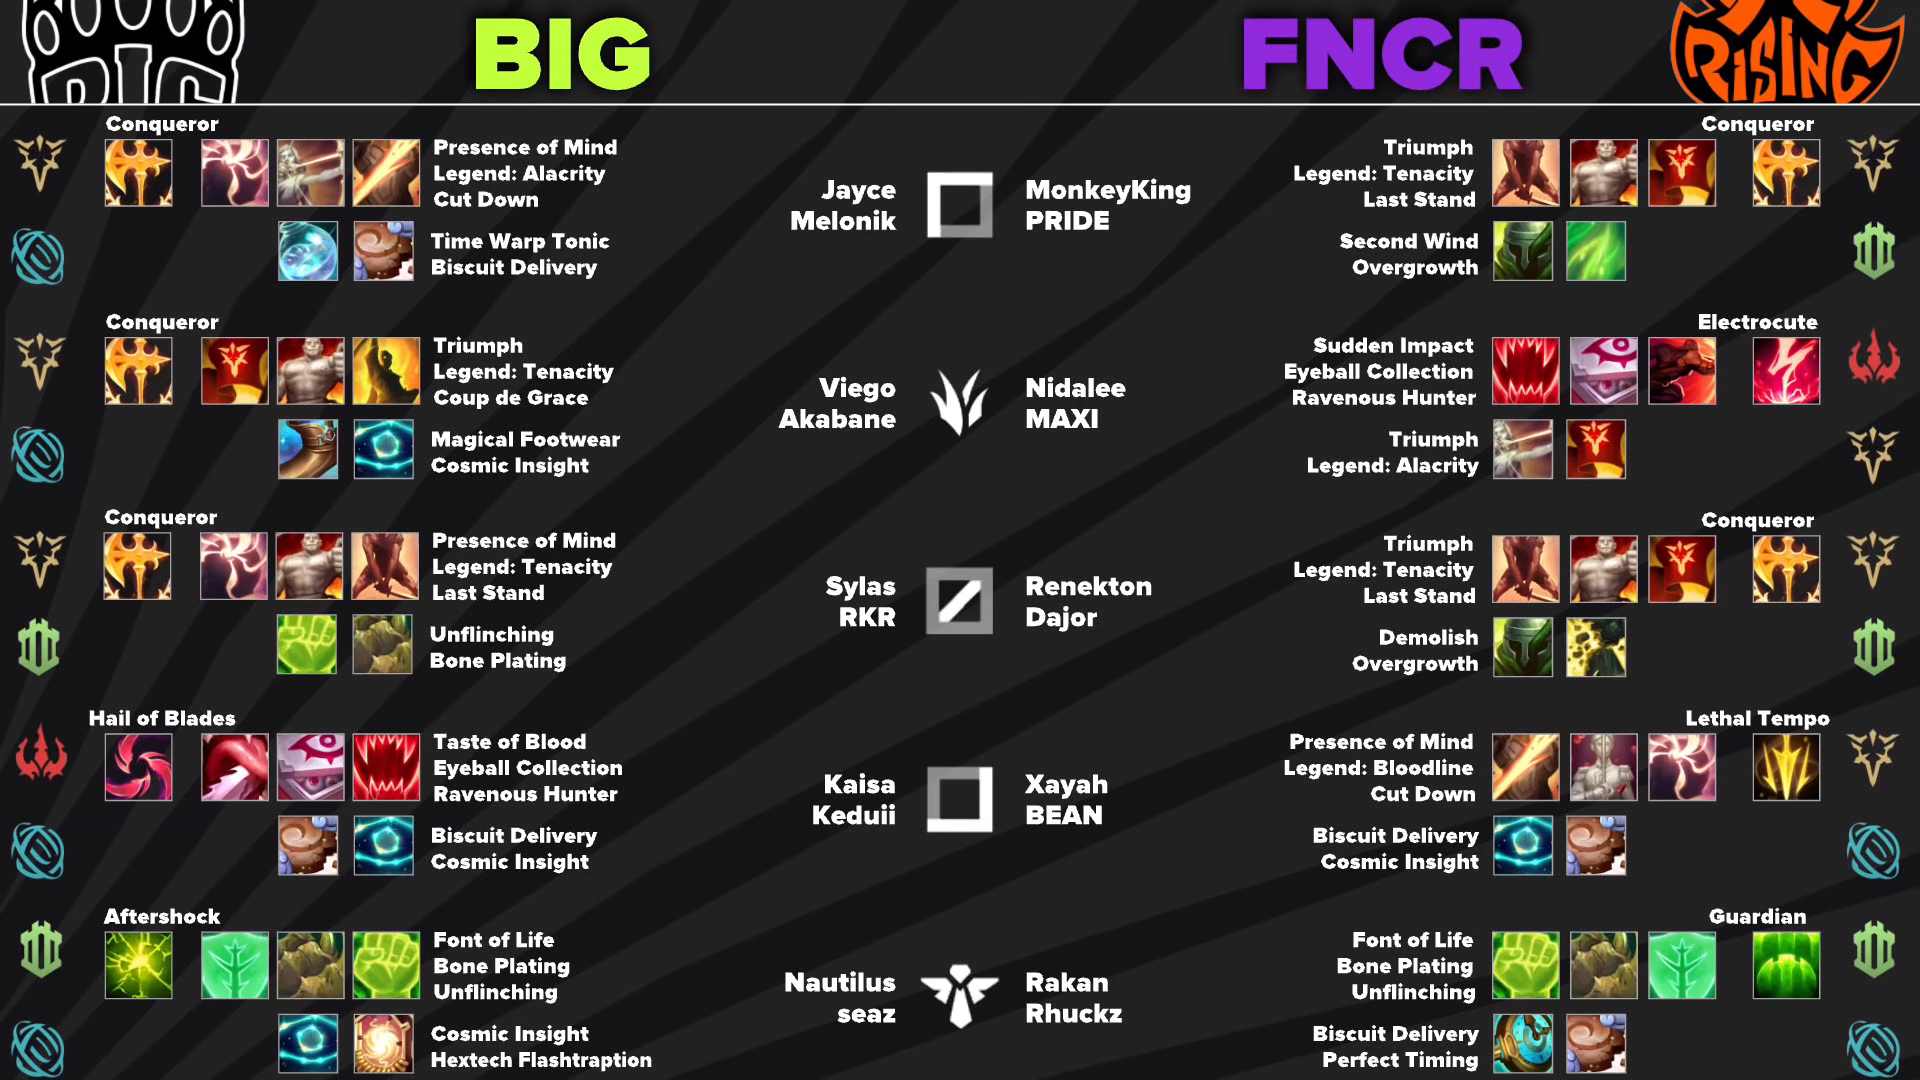 BIG
FNCR
BIG
RISING
Conqueror
Presence of Mind
Legend: Alacrity
Cut Down
Time Warp Tonic
Biscuit Delivery
Jayce
Melonik
MonkeyKing
PRIDE
Conqueror
Triumph
Legend: Tenacity
Last Stand
Second Wind
Overgrowth
Conqueror
Triumph
Legend: Tenacity
Coup de Grace
Magical Footwear
Cosmic Insight
Viego
Akabane
Nidalee
MAXI
Electrocute
Sudden Impact
Eyeball Collection
Ravenous Hunter
Triumph
Legend: Alacrity
Conqueror
Presence of Mind
Legend: Tenacity
Last Stand
Unflinching
Bone Plating
Sylas
RKR
Renekton
Dajor
Conqueror
Triumph
Legend: Tenacity
Last Stand
Demolish
Overgrowth
Hail of Blades
Taste of Blood
Eyeball Collection
Ravenous Hunter
Biscuit Delivery
Cosmic Insight
Kaisa
Keduii
Xayah
BEAN
Lethal Tempo
Presence of Mind
Legend: Bloodline
Cut Down
Biscuit Delivery
Cosmic Insight
Aftershock
Font of Life
Bone Plating
Unflinching
Cosmic Insight
Hextech Flashtraption
Nautilus
seaz
Rakan
Rhuckz
Guardian
Font of Life
Bone Plating
Unflinching
Biscuit Delivery
Perfect Timing